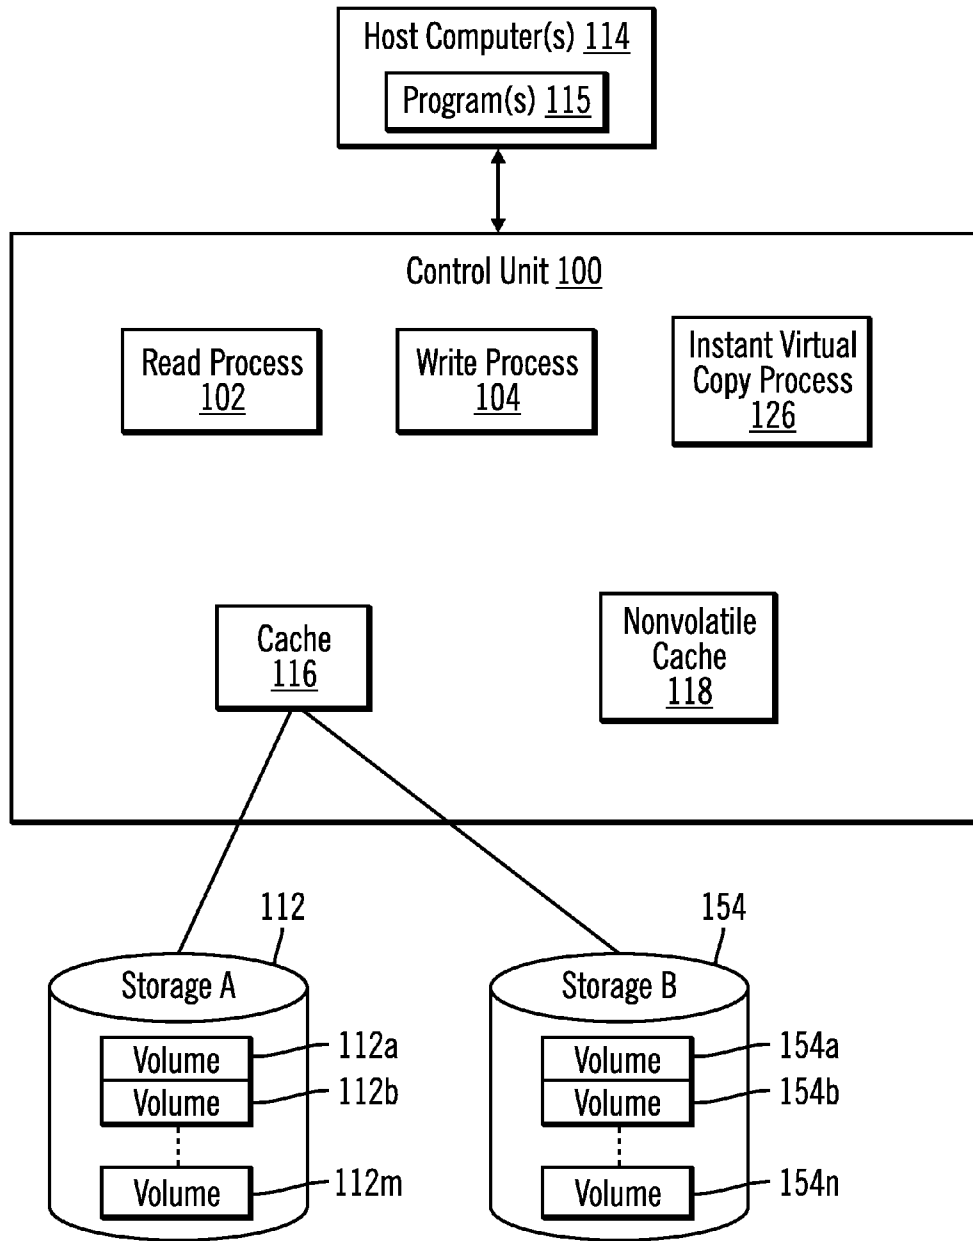 Host Computer(s) 114
Program(s) 115
Control Unit 100
Read Process
102
Write Process
104
Instant Virtual
Copy Process
126
Cache
116
Nonvolatile
Cache
118
112
154
Storage A
Storage B
Volume
112a
Volume
112b
Volume
112m
Volume
154a
Volume
154b
Volume
154n